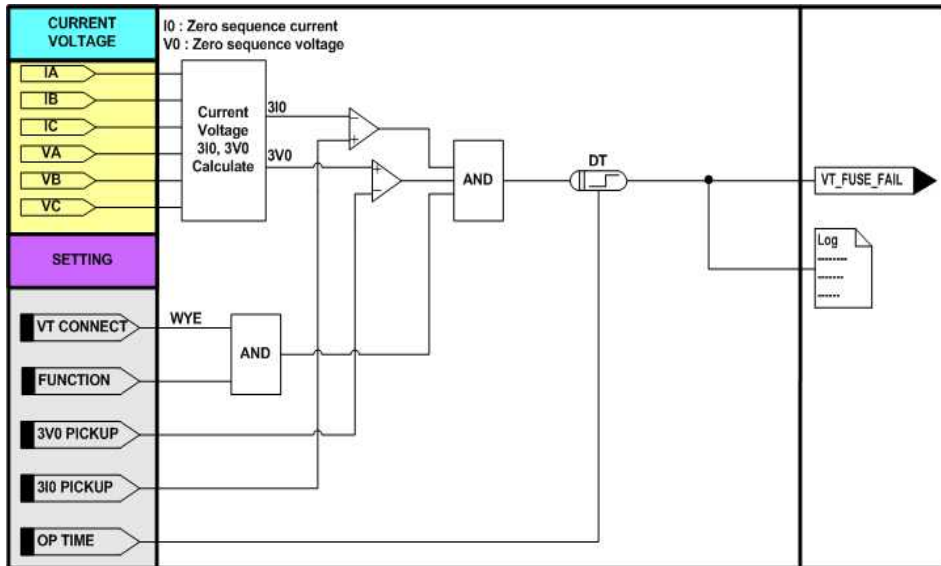 CURRENT
VOLTAGE
I0 : Zero sequence current
V0 : Zero sequence voltage
IA
IB
IC
VA
VB
VC
Current
Voltage
3I0, 3V0
Calculate
3I0
3V0
AND
DT
VT_FUSE_FAIL
Log
SETTING
VT CONNECT
WYE
AND
FUNCTION
3V0 PICKUP
3I0 PICKUP
OP TIME